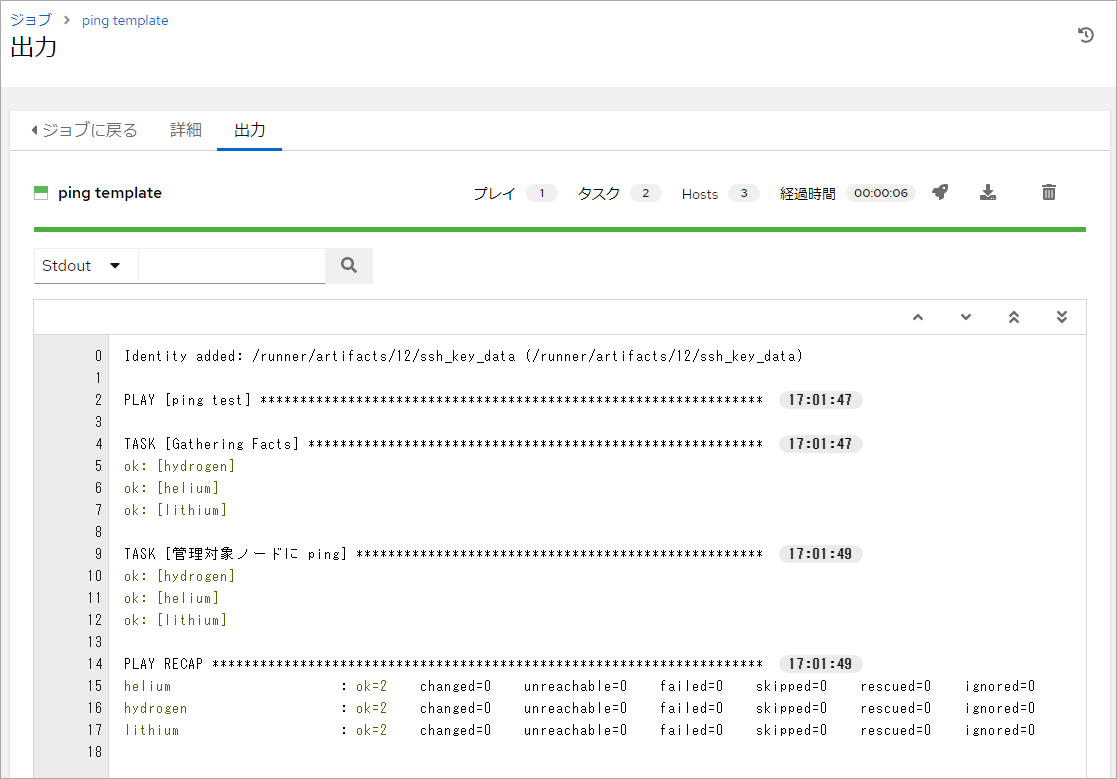 ジョブ > ping template
出力
ジョブに戻る 詳細 出力
ping template プレイ 1 タスク 2 Hosts 3 経過時間 00:00:06
Stdout
0 Identity added: /runner/artifacts/12/ssh_key_data (/runner/artifacts/12/ssh_key_data)
1
2 PLAY [ping test] *************************************************************** 17:01:47
3
4 TASK [Gathering Facts] ********************************************************* 17:01:47
5 ok: [hydrogen]
6 ok: [helium]
7 ok: [lithium]
8
9 TASK [管理対象ノードに ping] *************************************************** 17:01:49
10 ok: [hydrogen]
11 ok: [helium]
12 ok: [lithium]
13
14 PLAY RECAP ********************************************************************* 17:01:49
15 helium : ok=2 changed=0 unreachable=0 failed=0 skipped=0 rescued=0 ignored=0
16 hydrogen : ok=2 changed=0 unreachable=0 failed=0 skipped=0 rescued=0 ignored=0
17 lithium : ok=2 changed=0 unreachable=0 failed=0 skipped=0 rescued=0 ignored=0
18